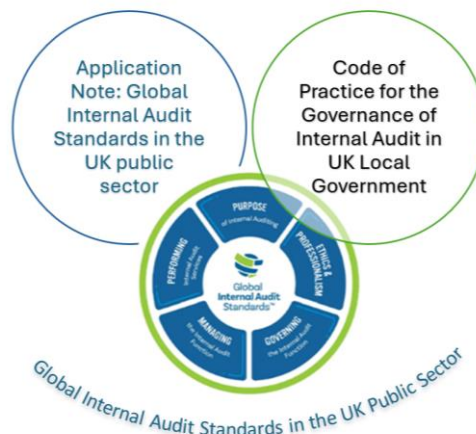 Application
Note: Global
Internal Audit
Standards in the
UK public
sector
Code of
Practice for the
Governance of
Internal Audit in
UK Local
Government
PURPOSE
of Internal Auditing
ETHICS &
PROFESSIONALISM
GOVERNING
the Internal Audit
Function
MANAGING
the Internal Audit
Function
PERFORMING
Internal Audit
Services
Global
Internal Audit
Standards™
Global Internal Audit Standards in the UK Public Sector